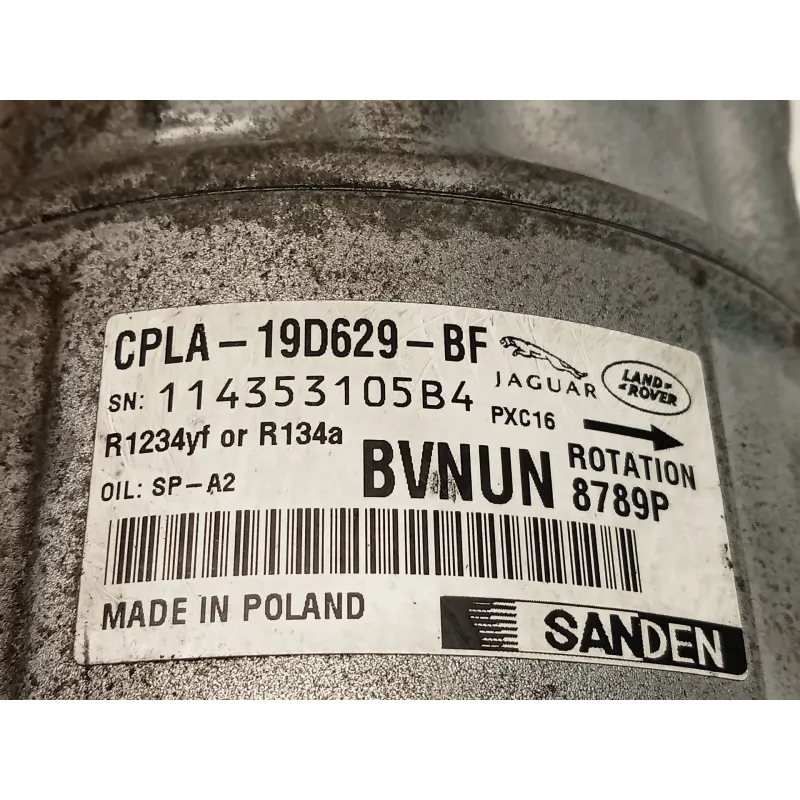 CPLA-19D629-BF
JAGUAR
LAND-
-ROVER
SN: 114353105B4
PXC16
R1234yf or R134a
ROTATION
OIL: SP-A2
BVNUN
8789P
MADE IN POLAND
SANDEN